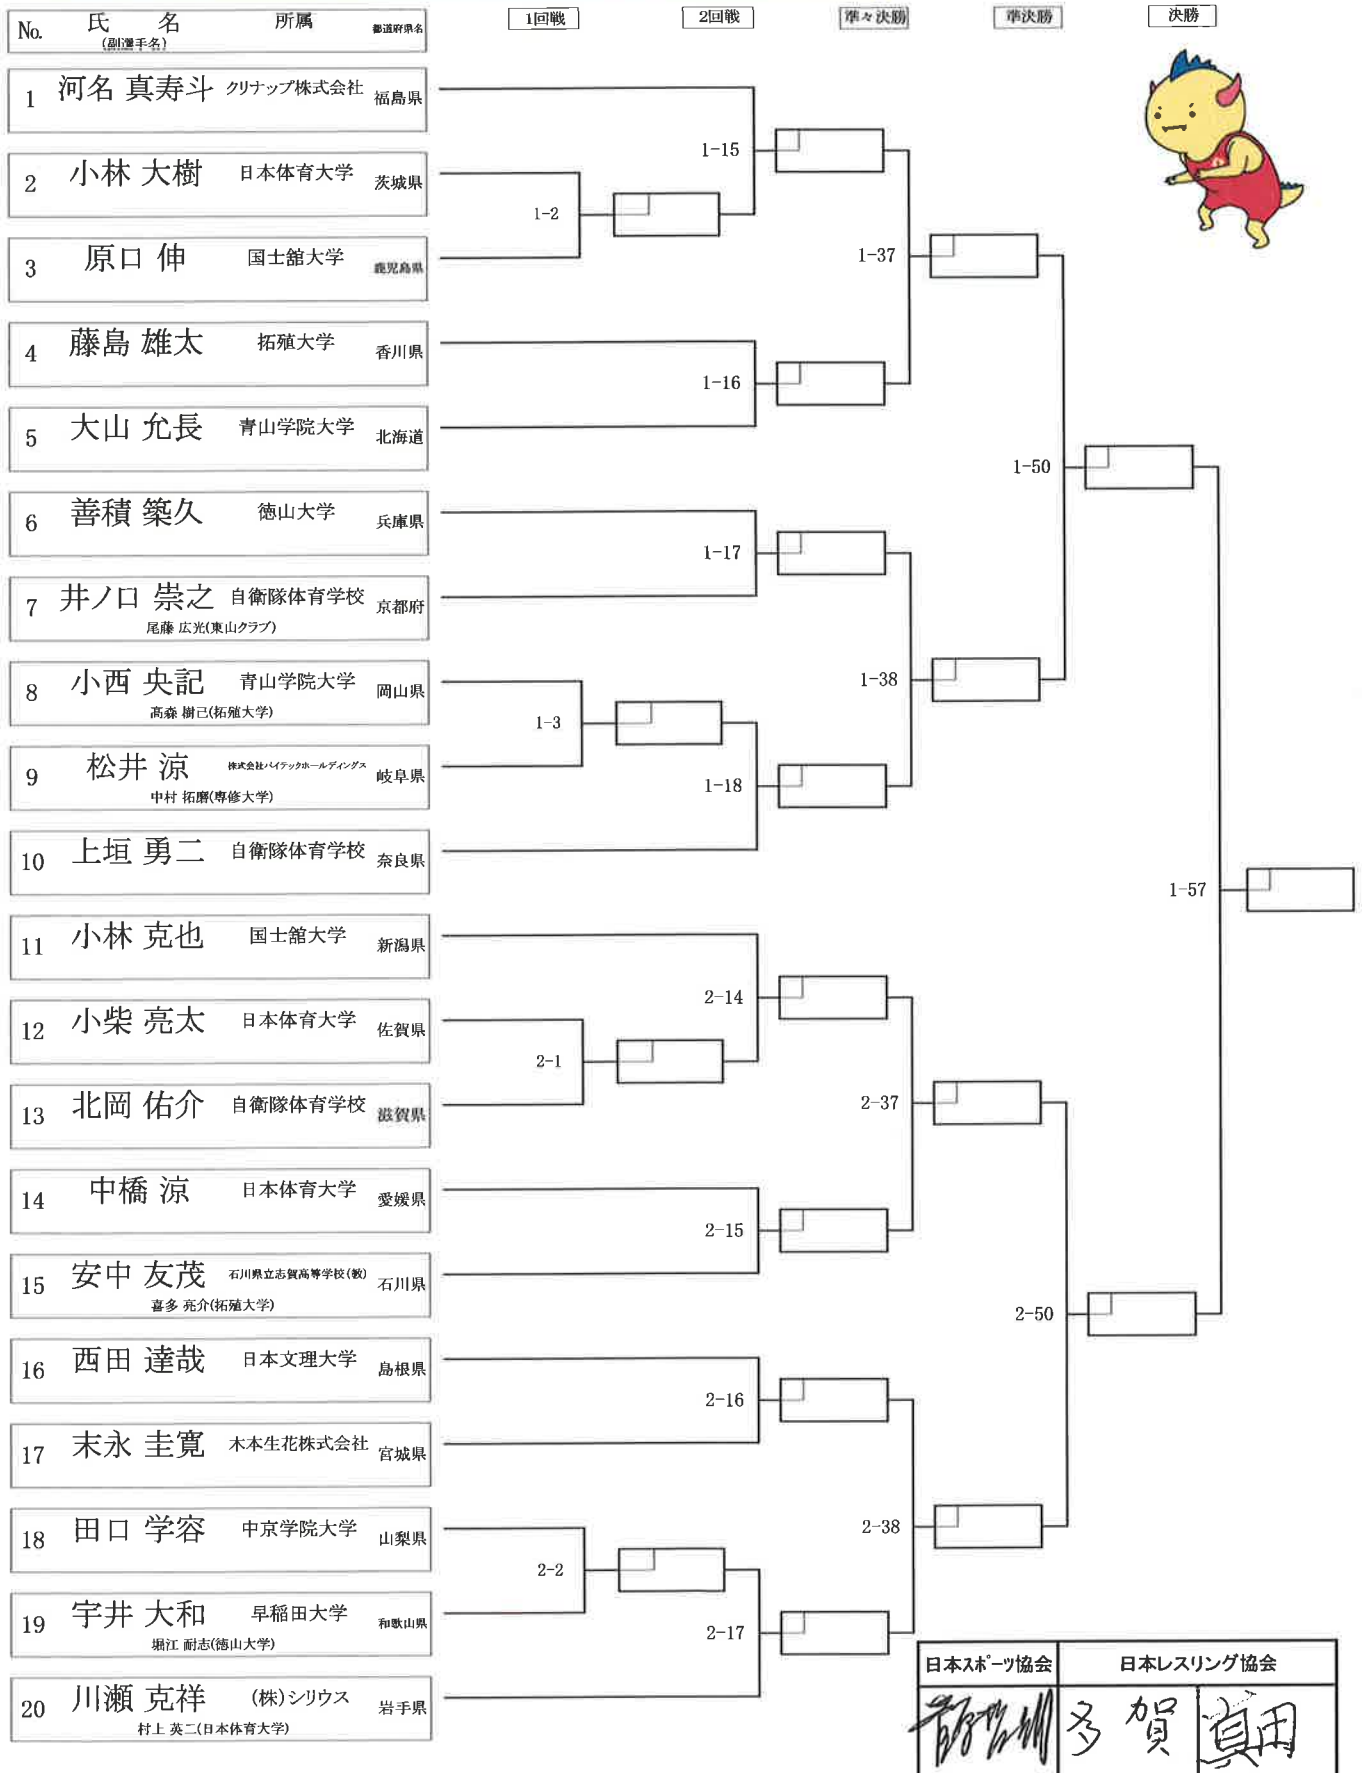 No. 氏 名 所属 都道府県名 1回戦 2回戦 準々決勝 準決勝 決勝
(副選手名)
1 河名 真寿斗 クリナップ株式会社 福島県
2 小林 大樹 日本体育大学 茨城県
3 原口 伸 国士舘大学 鹿児島県
4 藤島 雄太 拓殖大学 香川県
5 大山 允長 青山学院大学 北海道
6 善積 築久 徳山大学 兵庫県
7 井ノ口 崇之 自衛隊体育学校 京都府
尾藤 広光(東山クラブ)
8 小西 央記 青山学院大学 岡山県
髙森 樹己(拓殖大学)
9 松井 涼 株式会社バイテックホールディングス 岐阜県
中村 拓磨(専修大学)
10 上垣 勇二 自衛隊体育学校 奈良県
11 小林 克也 国士舘大学 新潟県
12 小柴 亮太 日本体育大学 佐賀県
13 北岡 佑介 自衛隊体育学校 滋賀県
14 中橋 涼 日本体育大学 愛媛県
15 安中 友茂 石川県立志賀高等学校(教) 石川県
喜多 亮介(拓殖大学)
16 西田 達哉 日本文理大学 島根県
17 末永 圭寛 木本生花株式会社 宮城県
18 田口 学容 中京学院大学 山梨県
19 宇井 大和 早稲田大学 和歌山県
堀江 耐志(徳山大学)
20 川瀬 克祥 (株)シリウス 岩手県
村上 英二(日本体育大学)
1-15
1-2
1-37
1-16
1-50
1-17
1-38
1-3
1-18
1-57
2-14
2-1
2-37
2-15
2-50
2-16
2-38
2-2
2-17
日本スポーツ協会 日本レスリング協会
多賀 真田